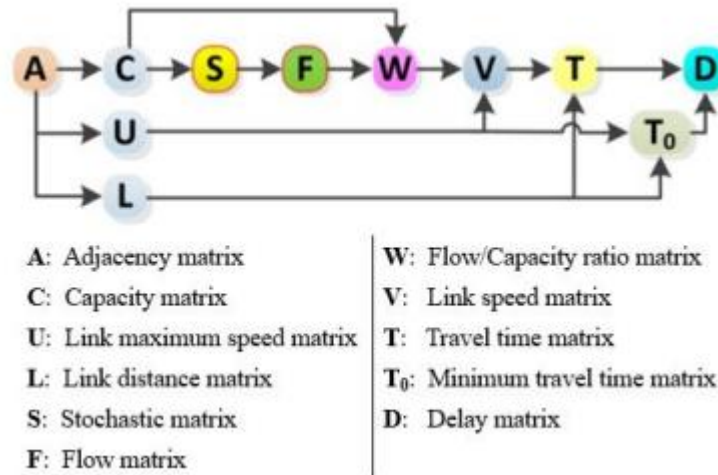 A C S F W V T D
U T₀
L
A: Adjacency matrix
C: Capacity matrix
U: Link maximum speed matrix
L: Link distance matrix
S: Stochastic matrix
F: Flow matrix
W: Flow/Capacity ratio matrix
V: Link speed matrix
T: Travel time matrix
T₀: Minimum travel time matrix
D: Delay matrix